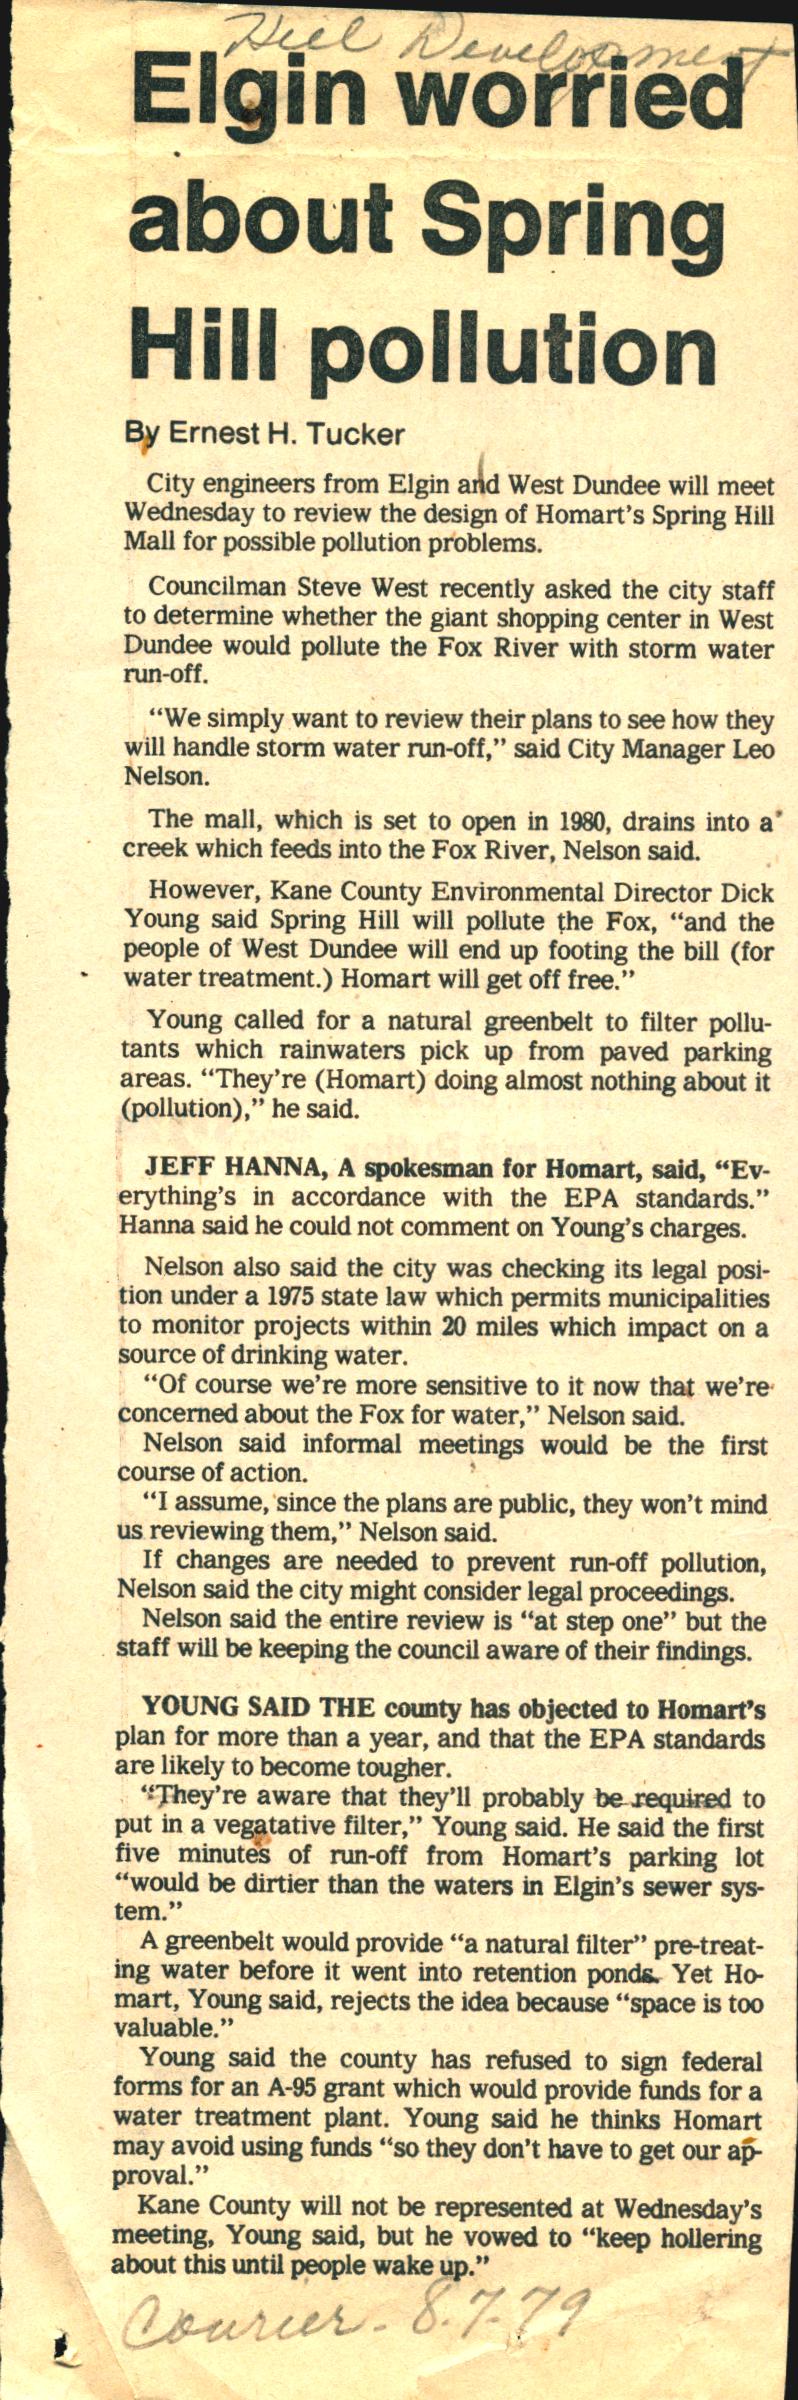 Hill Development
Elgin worried
about Spring
Hill pollution
By Ernest H. Tucker
City engineers from Elgin and West Dundee will meet
Wednesday to review the design of Homart's Spring Hill
Mall for possible pollution problems.
Councilman Steve West recently asked the city staff
to determine whether the giant shopping center in West
Dundee would pollute the Fox River with storm water
run-off.
“We simply want to review their plans to see how they
will handle storm water run-off,” said City Manager Leo
Nelson.
The mall, which is set to open in 1980, drains into a
creek which feeds into the Fox River, Nelson said.
However, Kane County Environmental Director Dick
Young said Spring Hill will pollute the Fox, “and the
people of West Dundee will end up footing the bill (for
water treatment.) Homart will get off free.”
Young called for a natural greenbelt to filter pollu-
tants which rainwaters pick up from paved parking
areas. “They're (Homart) doing almost nothing about it
(pollution),” he said.
JEFF HANNA, A spokesman for Homart, said, “Ev-
erything's in accordance with the EPA standards.”
Hanna said he could not comment on Young's charges.
Nelson also said the city was checking its legal posi-
tion under a 1975 state law which permits municipalities
to monitor projects within 20 miles which impact on a
source of drinking water.
“Of course we're more sensitive to it now that we're
concerned about the Fox for water,” Nelson said.
Nelson said informal meetings would be the first
course of action.
“I assume, since the plans are public, they won't mind
us reviewing them,” Nelson said.
If changes are needed to prevent run-off pollution,
Nelson said the city might consider legal proceedings.
Nelson said the entire review is “at step one” but the
staff will be keeping the council aware of their findings.
YOUNG SAID THE county has objected to Homart's
plan for more than a year, and that the EPA standards
are likely to become tougher.
“They're aware that they'll probably be required to
put in a vegatative filter,” Young said. He said the first
five minutes of run-off from Homart's parking lot
“would be dirtier than the waters in Elgin's sewer sys-
tem.”
A greenbelt would provide “a natural filter” pre-treat-
ing water before it went into retention ponds. Yet Ho-
mart, Young said, rejects the idea because “space is too
valuable.”
Young said the county has refused to sign federal
forms for an A-95 grant which would provide funds for a
water treatment plant. Young said he thinks Homart
may avoid using funds “so they don't have to get our ap-
proval.”
Kane County will not be represented at Wednesday's
meeting, Young said, but he vowed to “keep hollering
about this until people wake up.”
Courier - 8.7.79